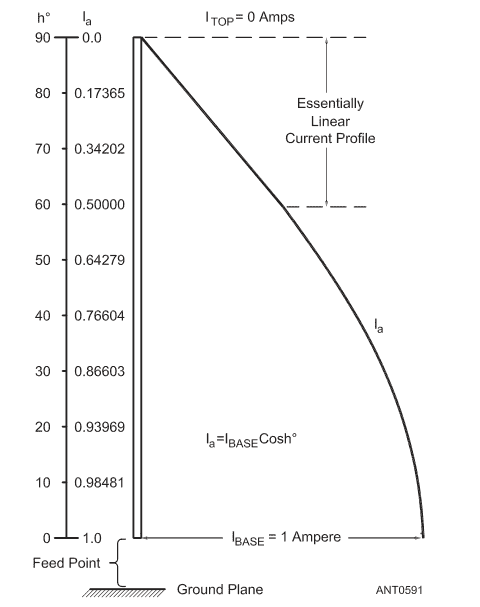 h° Ia ITOP = 0 Amps
90 0.0
80 0.17365
Essentially
Linear
Current Profile
70 0.34202
60 0.50000
50 0.64279
40 0.76604
Ia
30 0.86603
20 0.93969
Ia=IBASECosh°
10 0.98481
0 1.0 IBASE = 1 Ampere
Feed Point
Ground Plane ANT0591